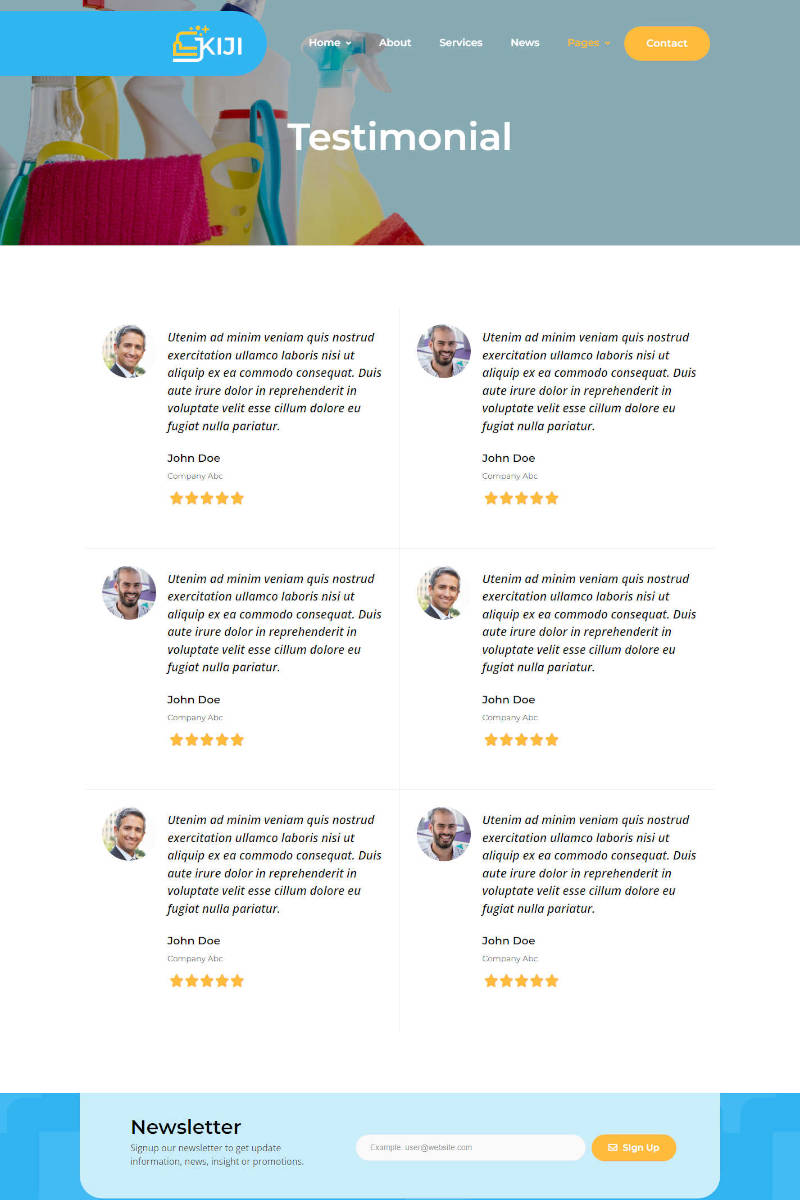 KIJI
Home
About
Services
News
Pages
Contact
Testimonial
Utenim ad minim veniam quis nostrud
exercitation ullamco laboris nisi ut
aliquip ex ea commodo consequat. Duis
aute irure dolor in reprehenderit in
voluptate velit esse cillum dolore eu
fugiat nulla pariatur.
John Doe
Company Abc
Utenim ad minim veniam quis nostrud
exercitation ullamco laboris nisi ut
aliquip ex ea commodo consequat. Duis
aute irure dolor in reprehenderit in
voluptate velit esse cillum dolore eu
fugiat nulla pariatur.
John Doe
Company Abc
Utenim ad minim veniam quis nostrud
exercitation ullamco laboris nisi ut
aliquip ex ea commodo consequat. Duis
aute irure dolor in reprehenderit in
voluptate velit esse cillum dolore eu
fugiat nulla pariatur.
John Doe
Company Abc
Utenim ad minim veniam quis nostrud
exercitation ullamco laboris nisi ut
aliquip ex ea commodo consequat. Duis
aute irure dolor in reprehenderit in
voluptate velit esse cillum dolore eu
fugiat nulla pariatur.
John Doe
Company Abc
Utenim ad minim veniam quis nostrud
exercitation ullamco laboris nisi ut
aliquip ex ea commodo consequat. Duis
aute irure dolor in reprehenderit in
voluptate velit esse cillum dolore eu
fugiat nulla pariatur.
John Doe
Company Abc
Utenim ad minim veniam quis nostrud
exercitation ullamco laboris nisi ut
aliquip ex ea commodo consequat. Duis
aute irure dolor in reprehenderit in
voluptate velit esse cillum dolore eu
fugiat nulla pariatur.
John Doe
Company Abc
Newsletter
Signup our newsletter to get update
information, news, insight or promotions.
Example: user@website.com
Sign Up